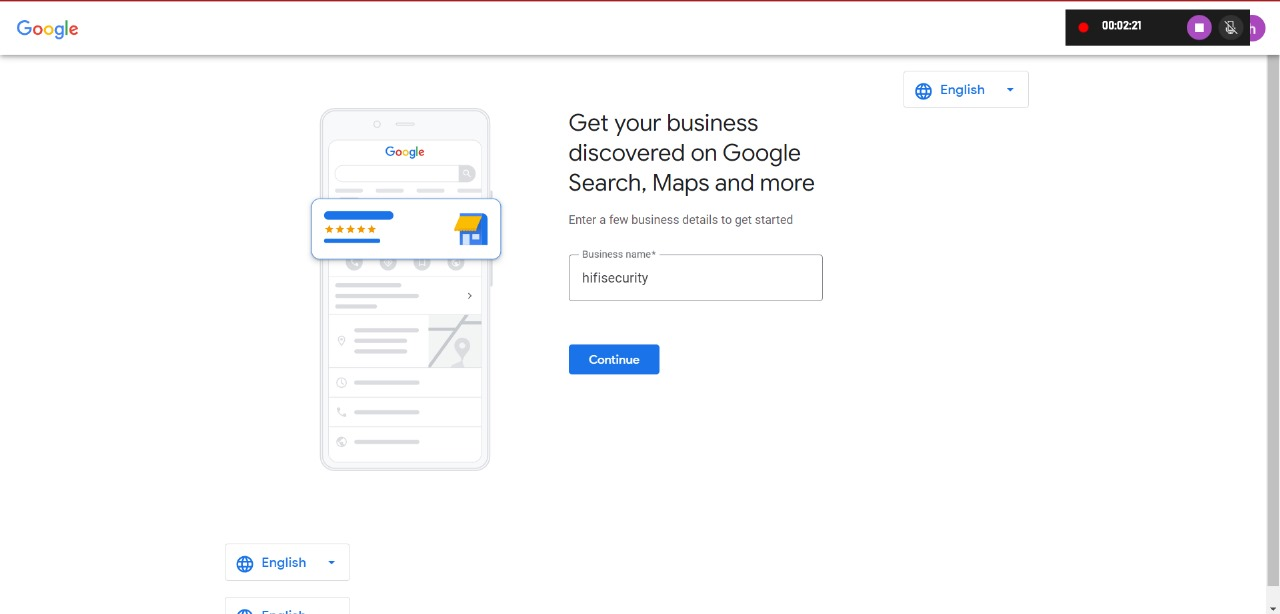 Google
00:02:21
h
English
Google
Get your business
discovered on Google
Search, Maps and more
Enter a few business details to get started
Business name*
hifisecurity
Continue
English
English